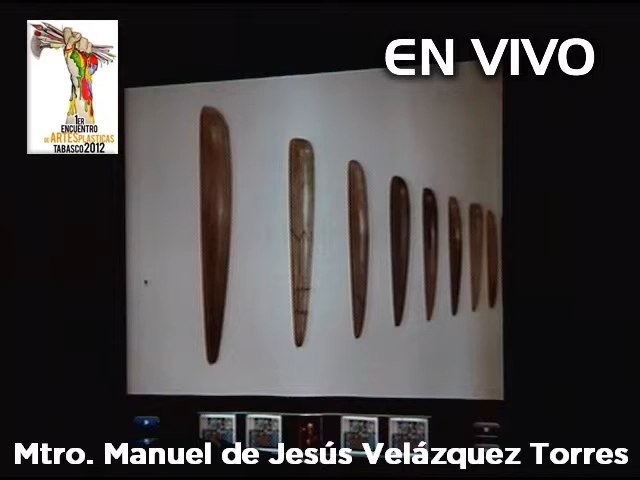 EN VIVO
1ER
ENCUENTRO
DE ARTES PLASTICAS
TABASCO 2012
Mtro. Manuel de Jesús Velázquez Torres